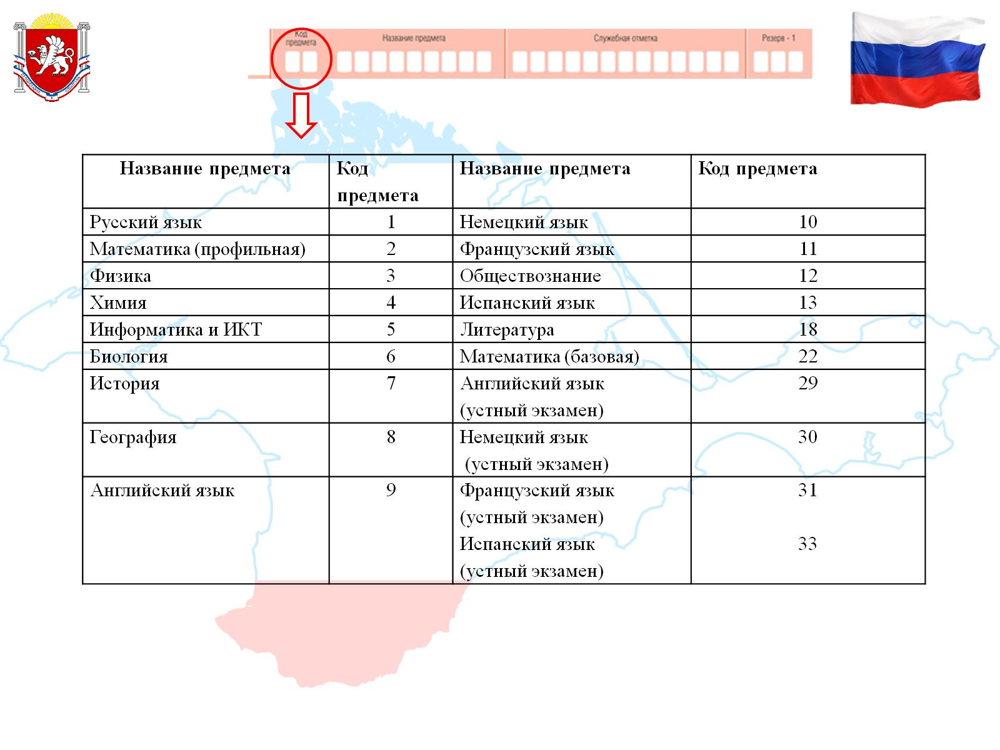 Код
предмета
Название предмета
Служебная отметка
Резерв - 1
Название предмета
Код
предмета
Название предмета
Код предмета
Русский язык
1
Немецкий язык
10
Математика (профильная)
2
Французский язык
11
Физика
3
Обществознание
12
Химия
4
Испанский язык
13
Информатика и ИКТ
5
Литература
18
Биология
6
Математика (базовая)
22
История
7
Английский язык
(устный экзамен)
29
География
8
Немецкий язык
(устный экзамен)
30
Английский язык
9
Французский язык
(устный экзамен)
31
Испанский язык
(устный экзамен)
33